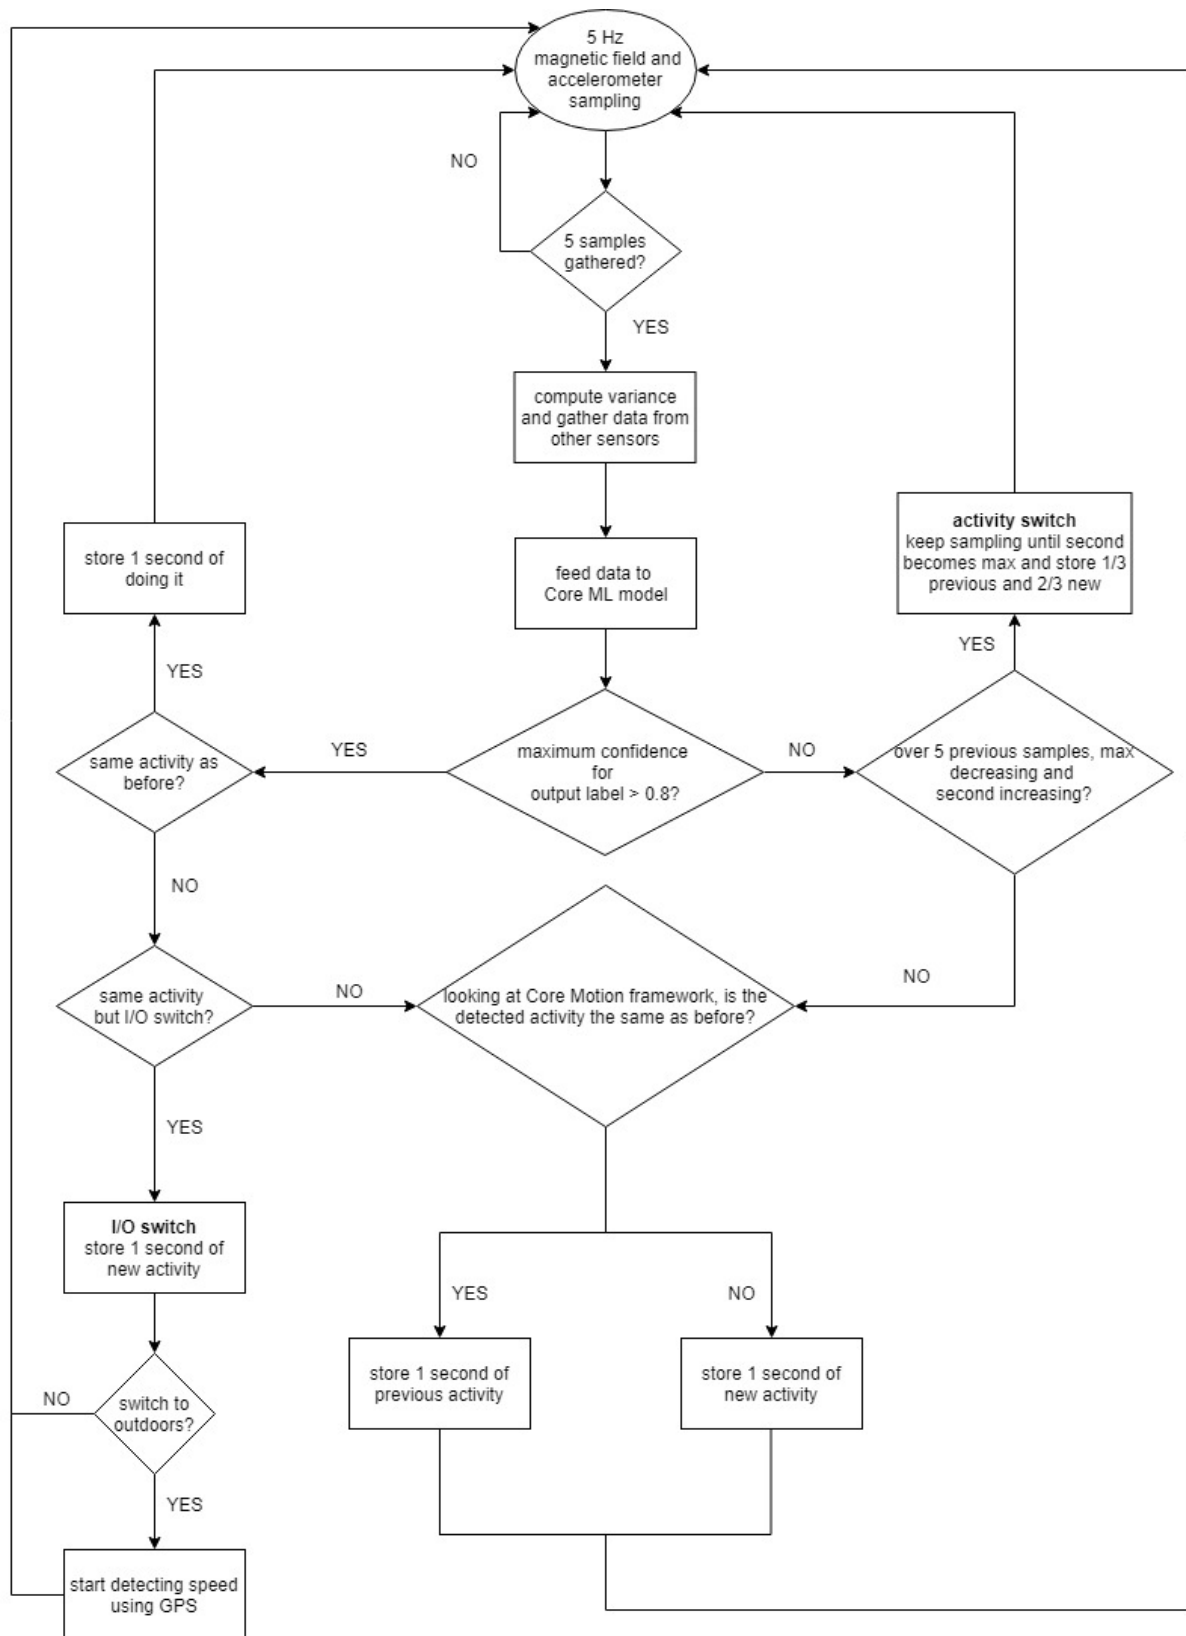 5 Hz
magnetic field and
accelerometer
sampling
NO
5 samples
gathered?
YES
compute variance
and gather data from
other sensors
feed data to
Core ML model
maximum confidence
for
output label > 0.8?
YES
NO
same activity as
before?
YES
store 1 second of
doing it
NO
over 5 previous samples, max
decreasing and
second increasing?
YES
activity switch
keep sampling until second
becomes max and store 1/3
previous and 2/3 new
NO
same activity
but I/O switch?
NO
looking at Core Motion framework, is the
detected activity the same as before?
YES
I/O switch
store 1 second of
new activity
switch to
outdoors?
NO
YES
start detecting speed
using GPS
YES
store 1 second of
previous activity
NO
store 1 second of
new activity